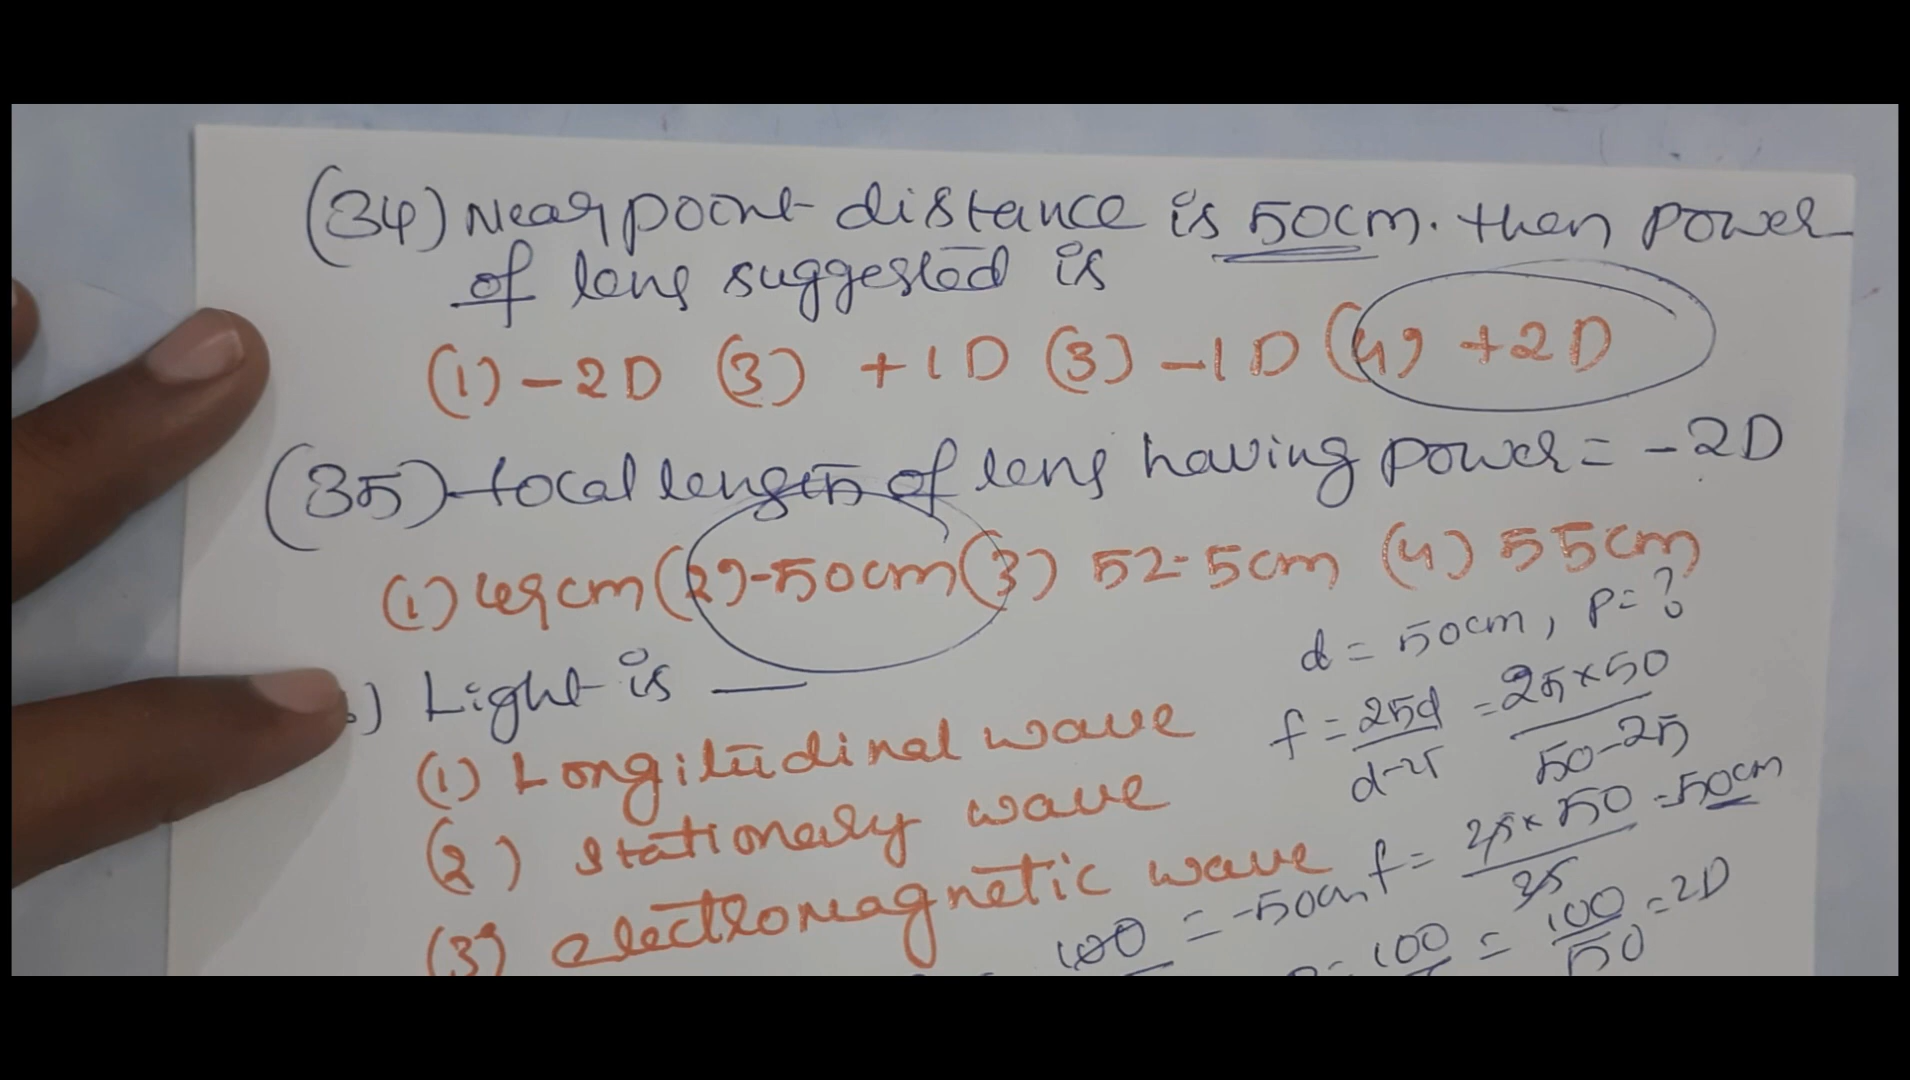 (34) Near point distance is 50cm. then power
of lens suggested is
(1) -2D (3) +1D (3) -1D (4) +2D
(35) focal length of lens having power = -2D
(1) 49cm (2) -50cm (3) 52.5cm (4) 55cm
) Light is —
(1) Longitudinal wave
(2) stationary wave
(3) electromagnetic wave
d = 50cm, P = ?
f = 25d/d-25 = 25×50/50-25
f = 25×50/25 = 50cm
100 = -50cm
= 100 = 100/50 = 2D